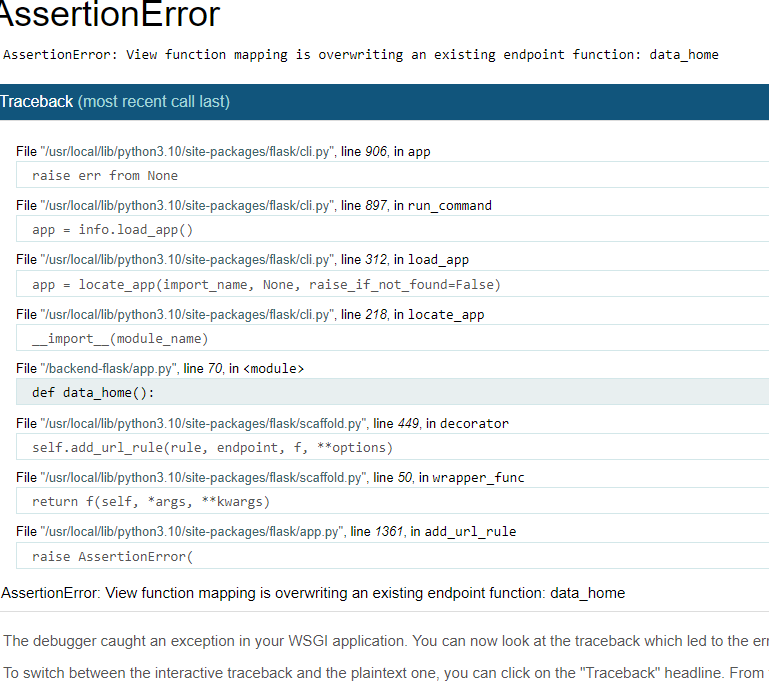 AssertionError
AssertionError: View function mapping is overwriting an existing endpoint function: data_home
Traceback (most recent call last)
File "/usr/local/lib/python3.10/site-packages/flask/cli.py", line 906, in app
raise err from None
File "/usr/local/lib/python3.10/site-packages/flask/cli.py", line 897, in run_command
app = info.load_app()
File "/usr/local/lib/python3.10/site-packages/flask/cli.py", line 312, in load_app
app = locate_app(import_name, None, raise_if_not_found=False)
File "/usr/local/lib/python3.10/site-packages/flask/cli.py", line 218, in locate_app
__import__(module_name)
File "/backend-flask/app.py", line 70, in <module>
def data_home():
File "/usr/local/lib/python3.10/site-packages/flask/scaffold.py", line 449, in decorator
self.add_url_rule(rule, endpoint, f, **options)
File "/usr/local/lib/python3.10/site-packages/flask/scaffold.py", line 50, in wrapper_func
return f(self, *args, **kwargs)
File "/usr/local/lib/python3.10/site-packages/flask/app.py", line 1361, in add_url_rule
raise AssertionError(
AssertionError: View function mapping is overwriting an existing endpoint function: data_home
The debugger caught an exception in your WSGI application. You can now look at the traceback which led to the
To switch between the interactive traceback and the plaintext one, you can click on the "Traceback" headline. From